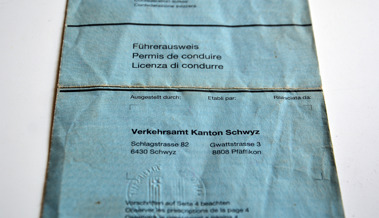 Führerausweis
Permis de conduire
Licenza di condurre
Ausgestellt durch: Etabli par: Rilasciata da:
Verkehrsamt Kanton Schwyz
Schlagstrasse 82 Gwattstrasse 3
6430 Schwyz 8808 Pfäffikon
Vorschriften auf Seite 4 beachten
Observer les prescriptions de la page 4